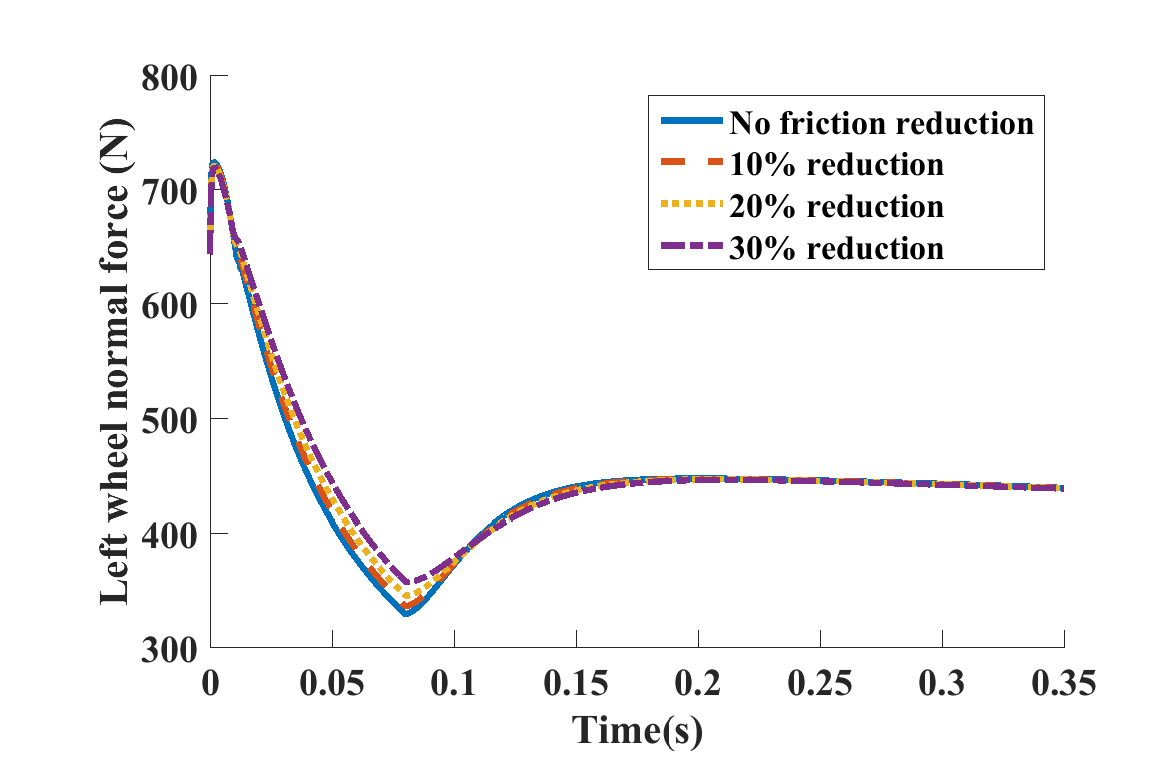 800
700
600
500
400
300
0
0.05
0.1
0.15
0.2
0.25
0.3
0.35
Left wheel normal force (N)
Time(s)
No friction reduction
10% reduction
20% reduction
30% reduction